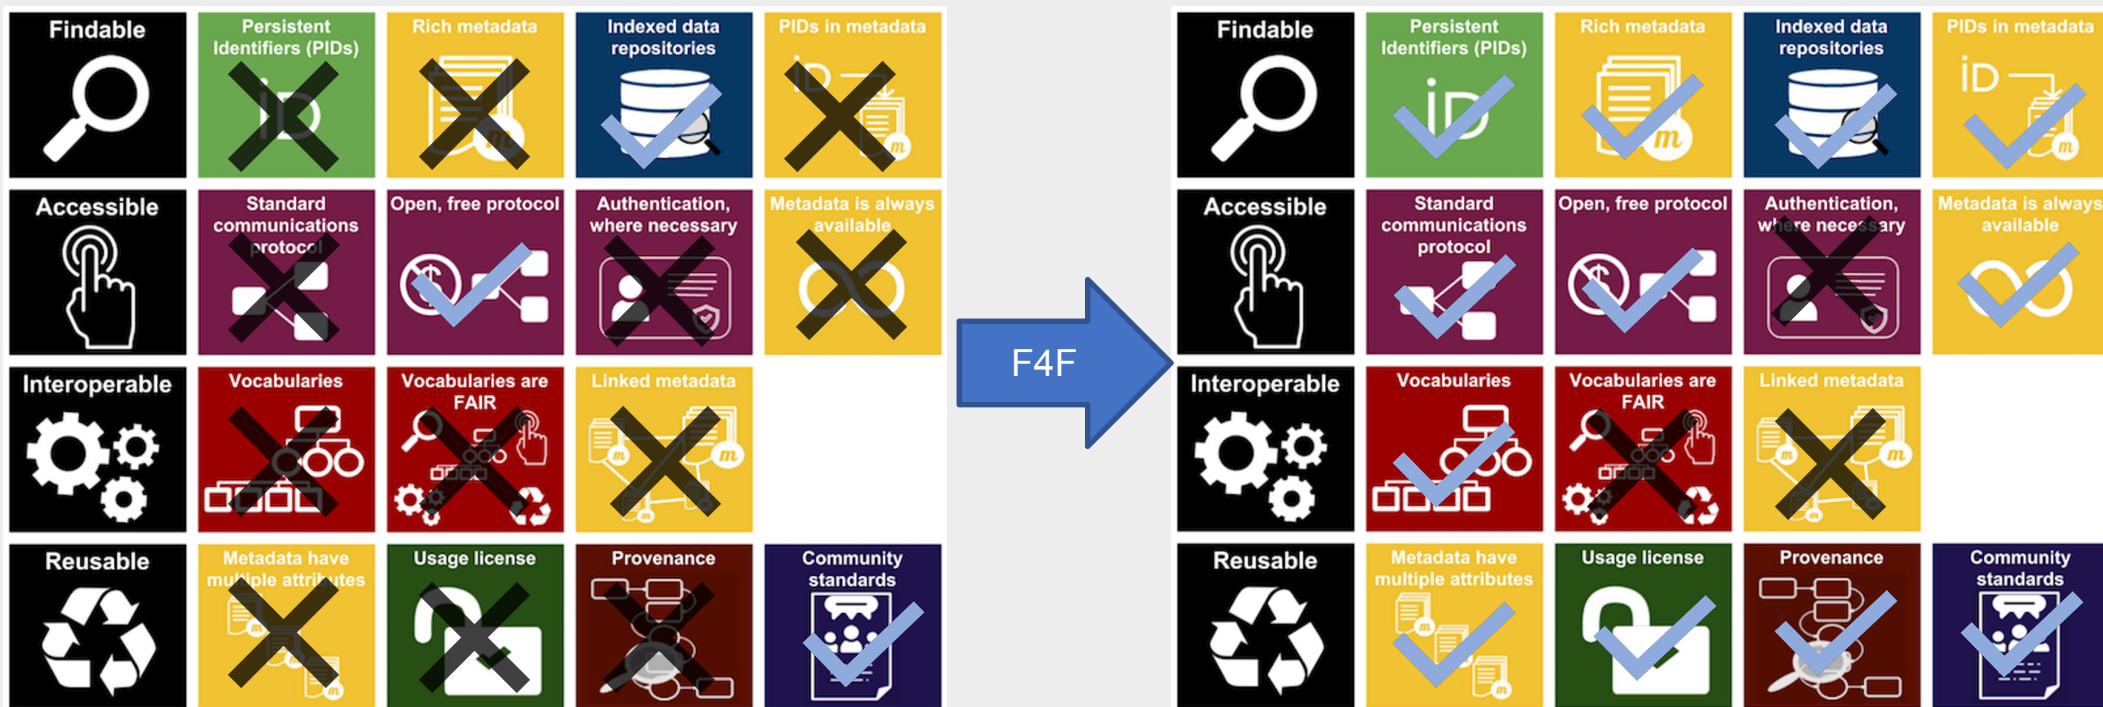 Findable
Persistent
Identifiers (PIDs)
iD
Rich metadata
m
Indexed data
repositories
PIDs in metadata
iD
m
Accessible
Standard
communications
protocol
Open, free protocol
$
Authentication,
where necessary
Metadata is always
available
Interoperable
Vocabularies
Vocabularies are
FAIR
Linked metadata
m
m
m
Reusable
Metadata have
multiple attributes
m
m
Usage license
Provenance
Community
standards
F4F
Findable
Persistent
Identifiers (PIDs)
iD
Rich metadata
m
Indexed data
repositories
PIDs in metadata
iD
m
Accessible
Standard
communications
protocol
Open, free protocol
$
Authentication,
where necessary
Metadata is always
available
Interoperable
Vocabularies
Vocabularies are
FAIR
Linked metadata
m
m
m
Reusable
Metadata have
multiple attributes
m
m
m
Usage license
Provenance
Community
standards